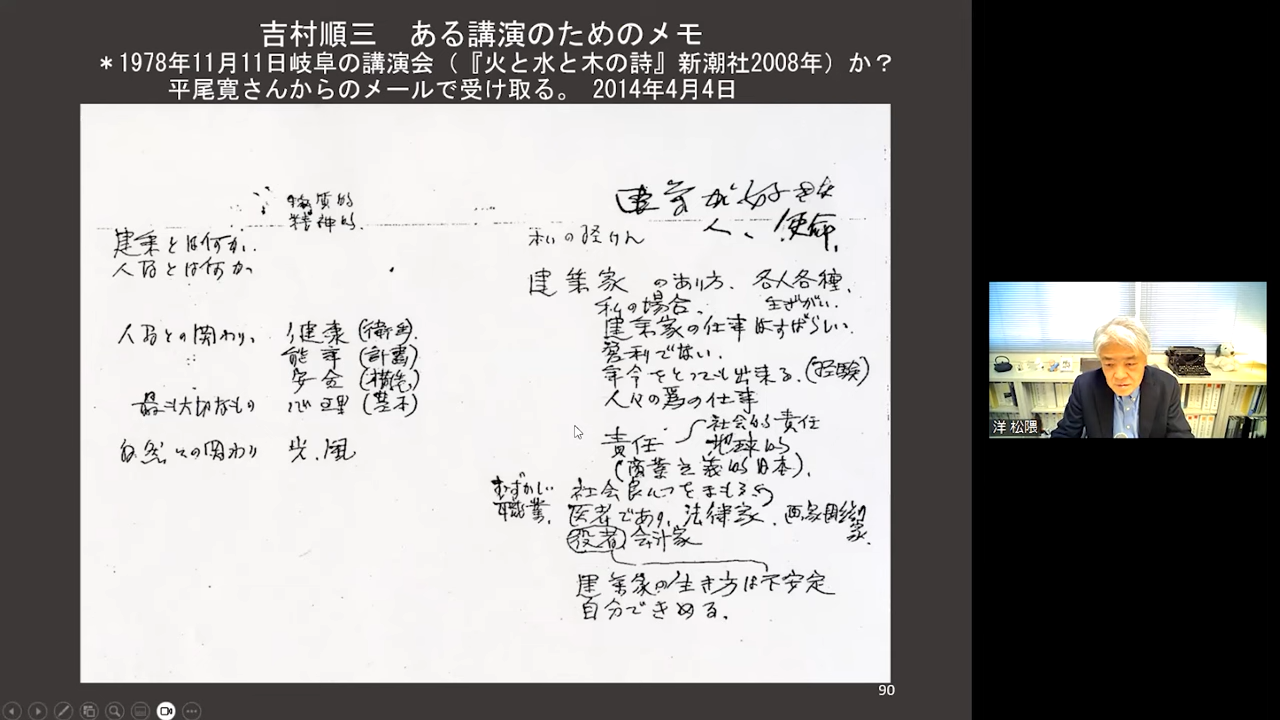 吉村順三　ある講演のためのメモ
＊1978年11月11日岐阜の講演会（『火と水と木の詩』新潮社2008年）か？
平尾寛さんからのメールで受け取る。 2014年4月4日
物質的
精神的
建築とは何か.
人間とは何か
人間との関わり、 健康 (衛生)
能率 (計画)
安全 (構造)
最も大切なもの 心理 (基本)
自然との関わり 光、風
建築が好きな
人、使命.
私の経けん
建築家 のあり方、各人各種.
私の場合. 生きがい.
建築家の仕事はすばらしい.
営利でない.
年令をとっても出来る. (経験)
人々の為の仕事
責任 社会的責任
地球的
(商業主義的日本).
むずかしい
職業.
社会良心をまもる
医者であり、法律家、画家彫刻家.
役者 会計家
建築家の生き方は不安定
自分できめる.
90
洋 松隈